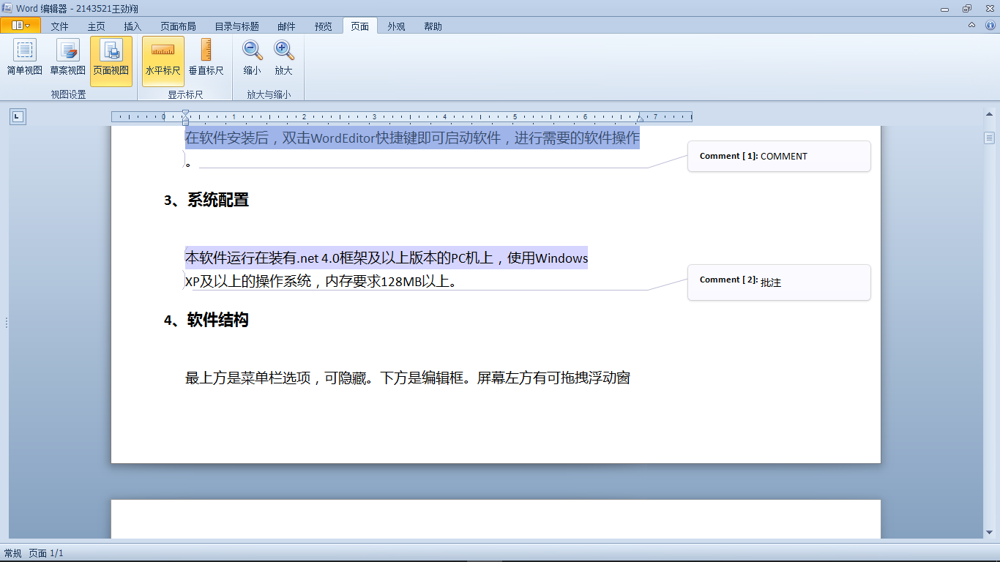 Word 编辑器 - 2143521王劲翔
文件 主页 插入 页面布局 目录与标题 邮件 预览 页面 外观 帮助
简单视图 草案视图 页面视图 水平标尺 垂直标尺 缩小 放大
视图设置 显示标尺 放大与缩小
0 1 2 3 4 5 6 7
在软件安装后，双击WordEditor快捷键即可启动软件，进行需要的软件操作
。
Comment [ 1]: COMMENT
3、系统配置
本软件运行在装有.net 4.0框架及以上版本的PC机上，使用Windows
XP及以上的操作系统，内存要求128MB以上。
Comment [ 2]: 批注
4、软件结构
最上方是菜单栏选项，可隐藏。下方是编辑框。屏幕左方有可拖拽浮动窗
常规 页面 1/1